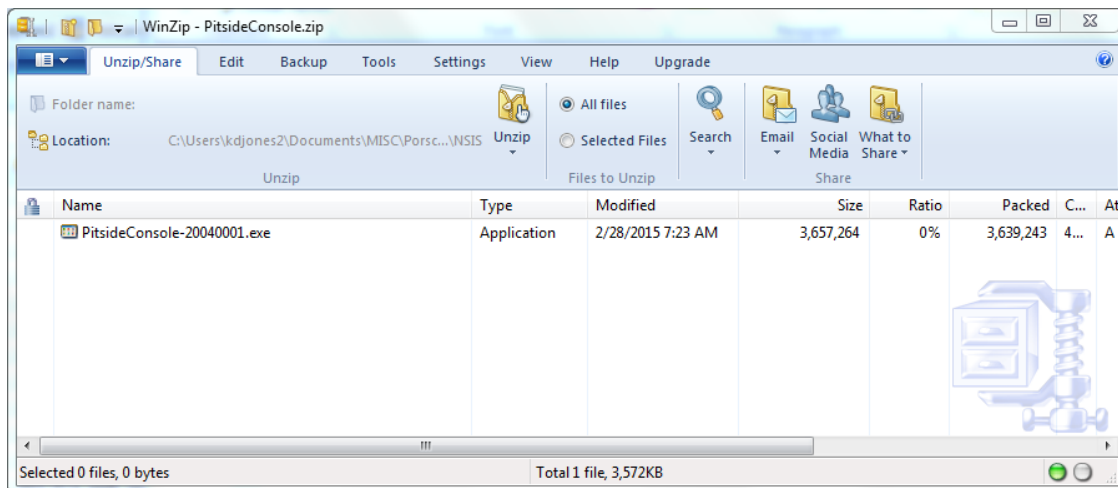 WinZip - PitsideConsole.zip
Unzip/Share Edit Backup Tools Settings View Help Upgrade
Folder name:
Location: C:\Users\kdjones2\Documents\MISC\Porsc...\NSIS
Unzip
All files
Selected Files
Search
Email
Social Media
What to Share
Unzip Files to Unzip Share
Name Type Modified Size Ratio Packed C... At
PitsideConsole-20040001.exe Application 2/28/2015 7:23 AM 3,657,264 0% 3,639,243 4... A
Selected 0 files, 0 bytes Total 1 file, 3,572KB